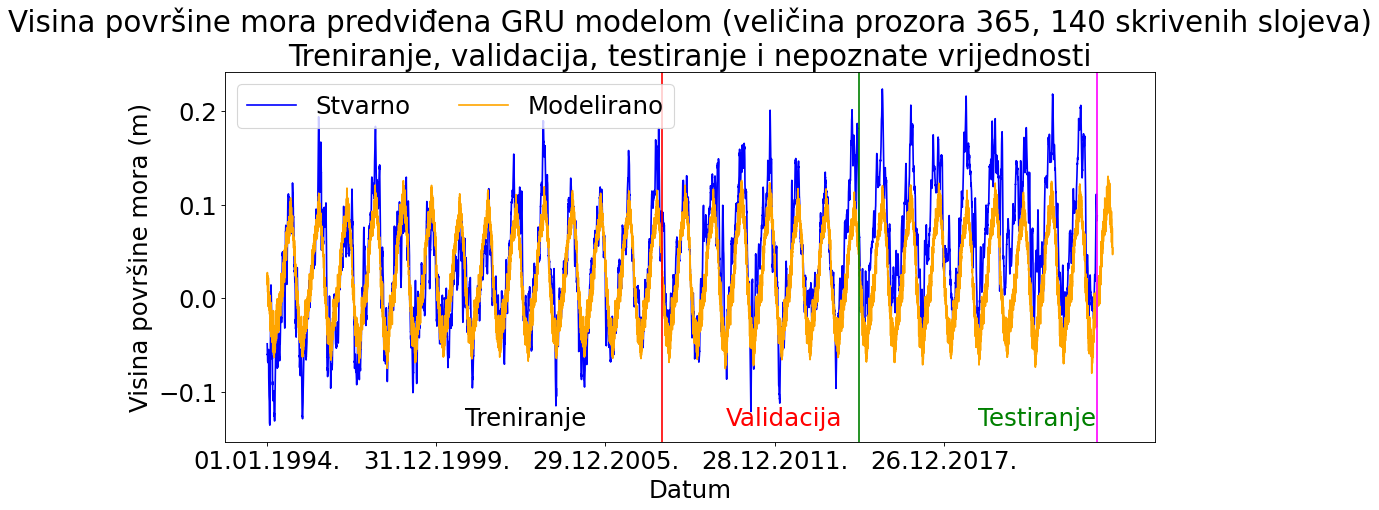 Visina površine mora predviđena GRU modelom (veličina prozora 365, 140 skrivenih slojeva)
Treniranje, validacija, testiranje i nepoznate vrijednosti
Stvarno
Modelirano
Visina površine mora (m)
0.2
0.1
0.0
−0.1
Treniranje
Validacija
Testiranje
01.01.1994.
31.12.1999.
29.12.2005.
28.12.2011.
26.12.2017.
Datum